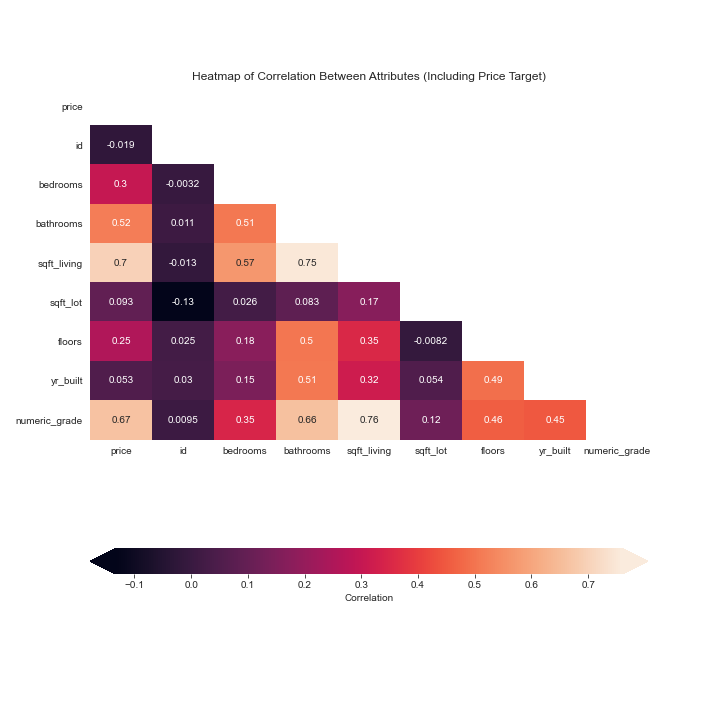 Heatmap of Correlation Between Attributes (Including Price Target)
price
id -0.019
bedrooms 0.3 -0.0032
bathrooms 0.52 0.011 0.51
sqft_living 0.7 -0.013 0.57 0.75
sqft_lot 0.093 -0.13 0.026 0.083 0.17
floors 0.25 0.025 0.18 0.5 0.35 -0.0082
yr_built 0.053 0.03 0.15 0.51 0.32 0.054 0.49
numeric_grade 0.67 0.0095 0.35 0.66 0.76 0.12 0.46 0.45
price id bedrooms bathrooms sqft_living sqft_lot floors yr_built numeric_grade
−0.1 0.0 0.1 0.2 0.3 0.4 0.5 0.6 0.7
Correlation